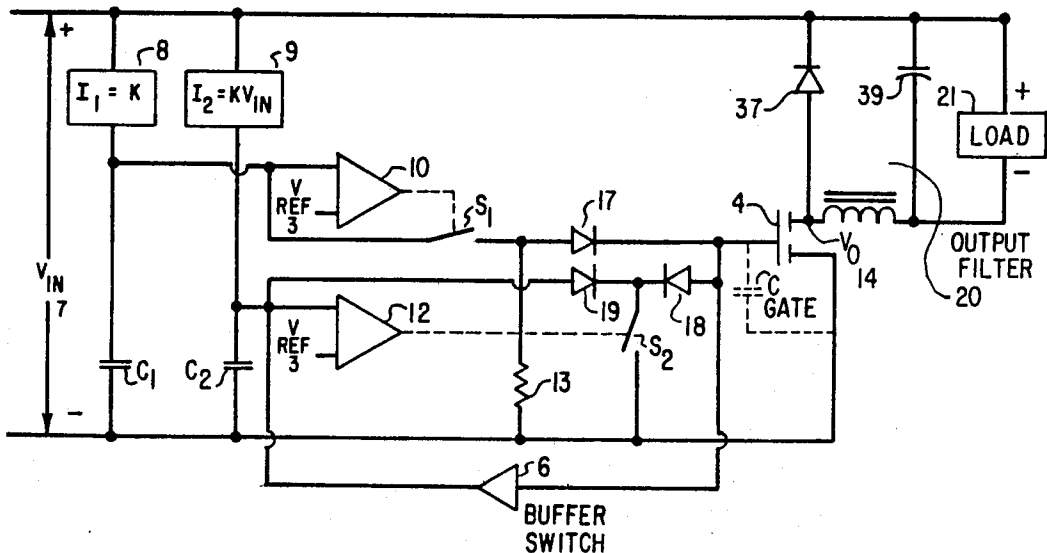 +
8
9
I1 = K
I2 = KVIN
37
39
21
+
LOAD
-
10
V
REF
3
S1
17
4
VO
14
OUTPUT
FILTER
20
VIN
7
19
18
C
GATE
12
V
REF
3
S2
C1
C2
13
-
6
BUFFER
SWITCH